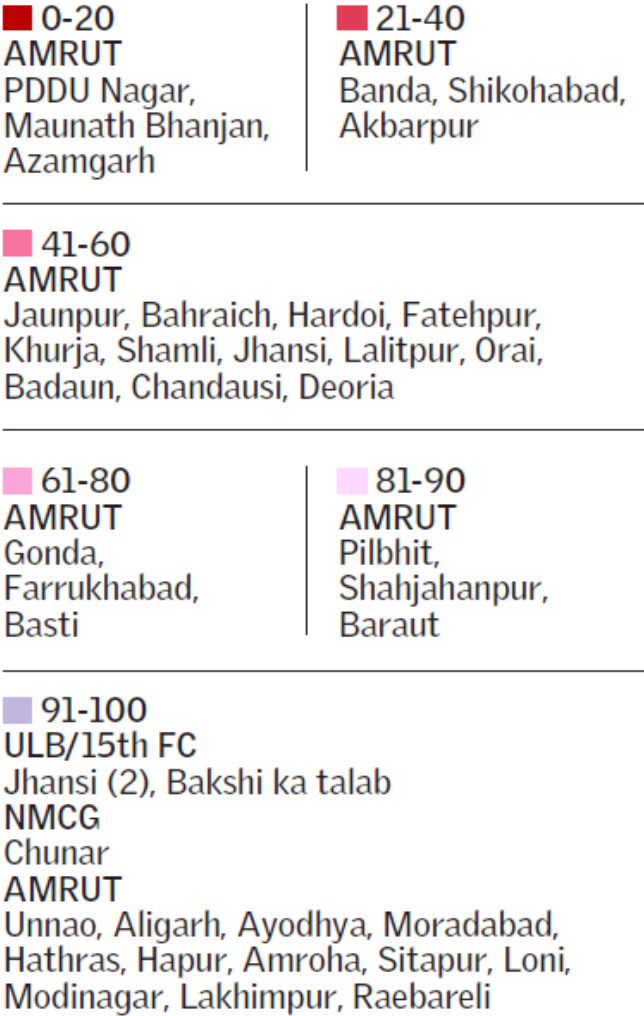 0-20
AMRUT
PDDU Nagar,
Maunath Bhanjan,
Azamgarh
21-40
AMRUT
Banda, Shikohabad,
Akbarpur
41-60
AMRUT
Jaunpur, Bahraich, Hardoi, Fatehpur,
Khurja, Shamli, Jhansi, Lalitpur, Orai,
Badaun, Chandausi, Deoria
61-80
AMRUT
Gonda,
Farrukhabad,
Basti
81-90
AMRUT
Pilbhit,
Shahjahanpur,
Baraut
91-100
ULB/15th FC
Jhansi (2), Bakshi ka talab
NMCG
Chunar
AMRUT
Unnao, Aligarh, Ayodhya, Moradabad,
Hathras, Hapur, Amroha, Sitapur, Loni,
Modinagar, Lakhimpur, Raebareli